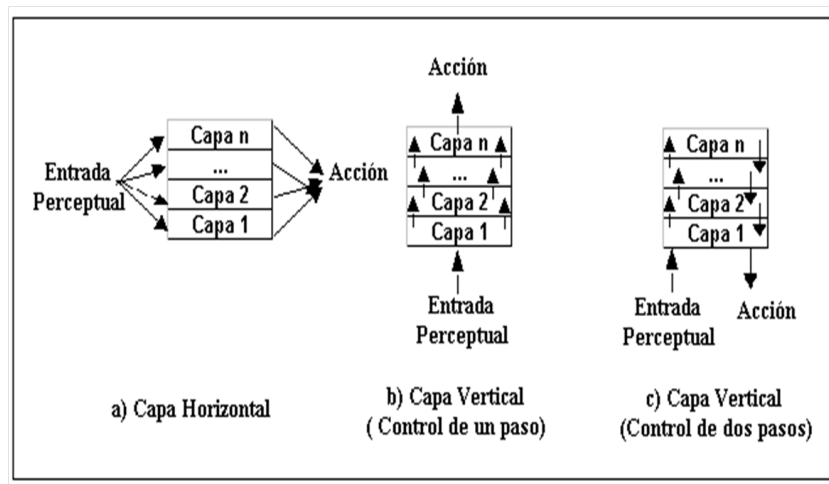 Entrada
Perceptual
Capa n
...
Capa 2
Capa 1
Acción
a) Capa Horizontal
Acción
Capa n
...
Capa 2
Capa 1
Entrada
Perceptual
b) Capa Vertical
( Control de un paso)
Capa n
...
Capa 2
Capa 1
Entrada
Perceptual
Acción
c) Capa Vertical
(Control de dos pasos)